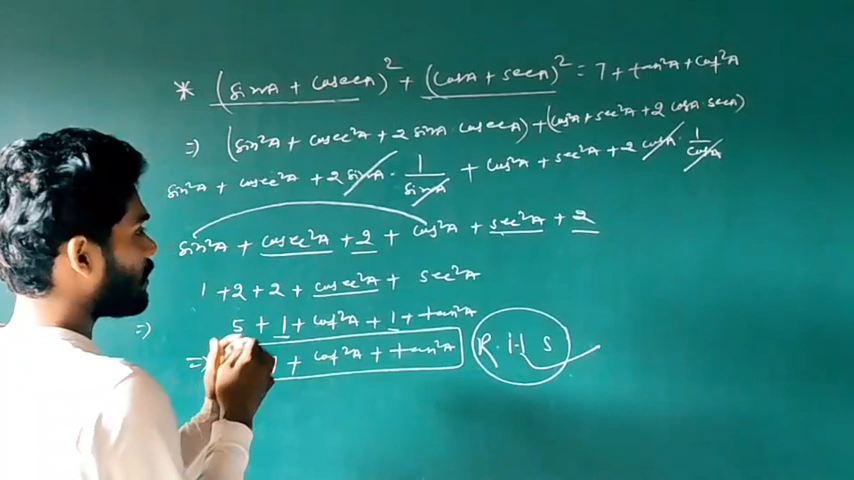 * (sinA + cosecA)² + (cosA + secA)² = 7 + tan²A + cot²A
⇒ (sin²A + cosec²A + 2 sinA · cosecA) + (cos²A + sec²A + 2 cosA · secA)
sin²A + cosec²A + 2 sinA · 1/sinA + cos²A + sec²A + 2 cosA · 1/cosA
sin²A + cosec²A + 2 + cos²A + sec²A + 2
1 + 2 + 2 + cosec²A + sec²A
⇒ 5 + 1 + cot²A + 1 + tan²A
⇒ + cot²A + tan²A R.H.S